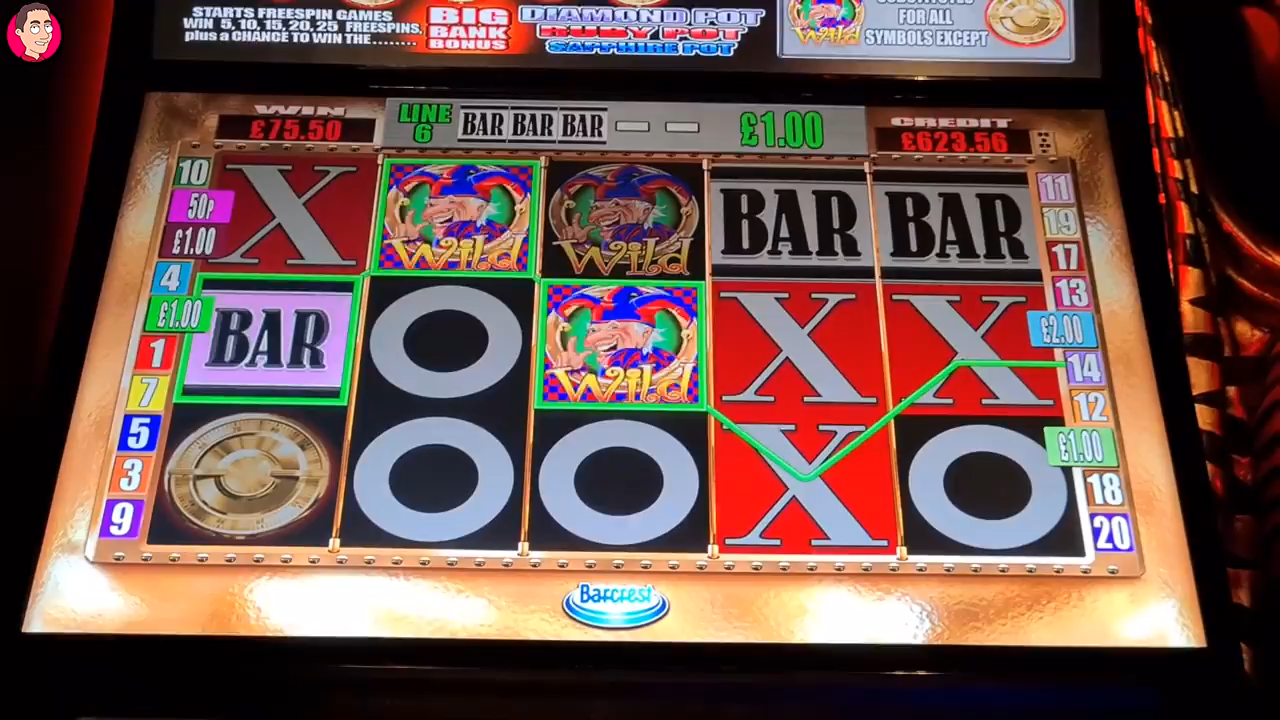 STARTS FREESPIN GAMES
WIN 5, 10, 15, 20, 25 FREESPINS,
plus a CHANCE TO WIN THE........
BIG
BANK
BONUS
DIAMOND POT
RUBY POT
SAPPHIRE POT
Wild
FOR ALL
SYMBOLS EXCEPT
WIN
£75.50
LINE
6
BAR BAR BAR
£1.00
CREDIT
£623.56
10
50p
£1.00
4
£1.00
1
7
5
3
9
X Wild Wild BAR BAR
BAR Wild X X
X
11
19
17
13
£2.00
14
12
£1.00
18
20
Barcrest